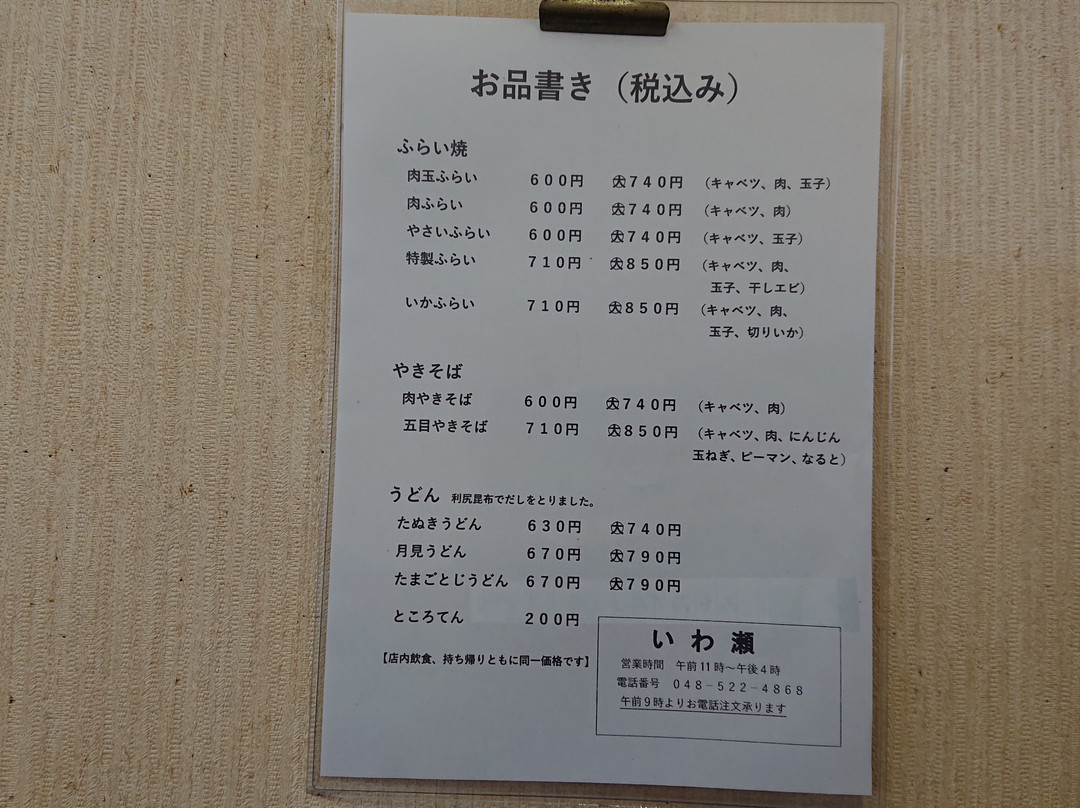 お品書き（税込み）
ふらい焼
肉玉ふらい ６００円 大７４０円 （キャベツ、肉、玉子）
肉ふらい ６００円 大７４０円 （キャベツ、肉）
やさいふらい ６００円 大７４０円 （キャベツ、玉子）
特製ふらい ７１０円 大８５０円 （キャベツ、肉、
玉子、干しエビ）
いかふらい ７１０円 大８５０円 （キャベツ、肉、
玉子、切りいか）
やきそば
肉やきそば ６００円 大７４０円 （キャベツ、肉）
五目やきそば ７１０円 大８５０円 （キャベツ、肉、にんじん
玉ねぎ、ピーマン、なると）
うどん 利尻昆布でだしをとりました。
たぬきうどん ６３０円 大７４０円
月見うどん ６７０円 大７９０円
たまごとじうどん ６７０円 大７９０円
ところてん ２００円
【店内飲食、持ち帰りともに同一価格です】
いわ瀬
営業時間 午前11時～午後４時
電話番号 ０４８－５２２－４８６８
午前９時よりお電話注文承ります